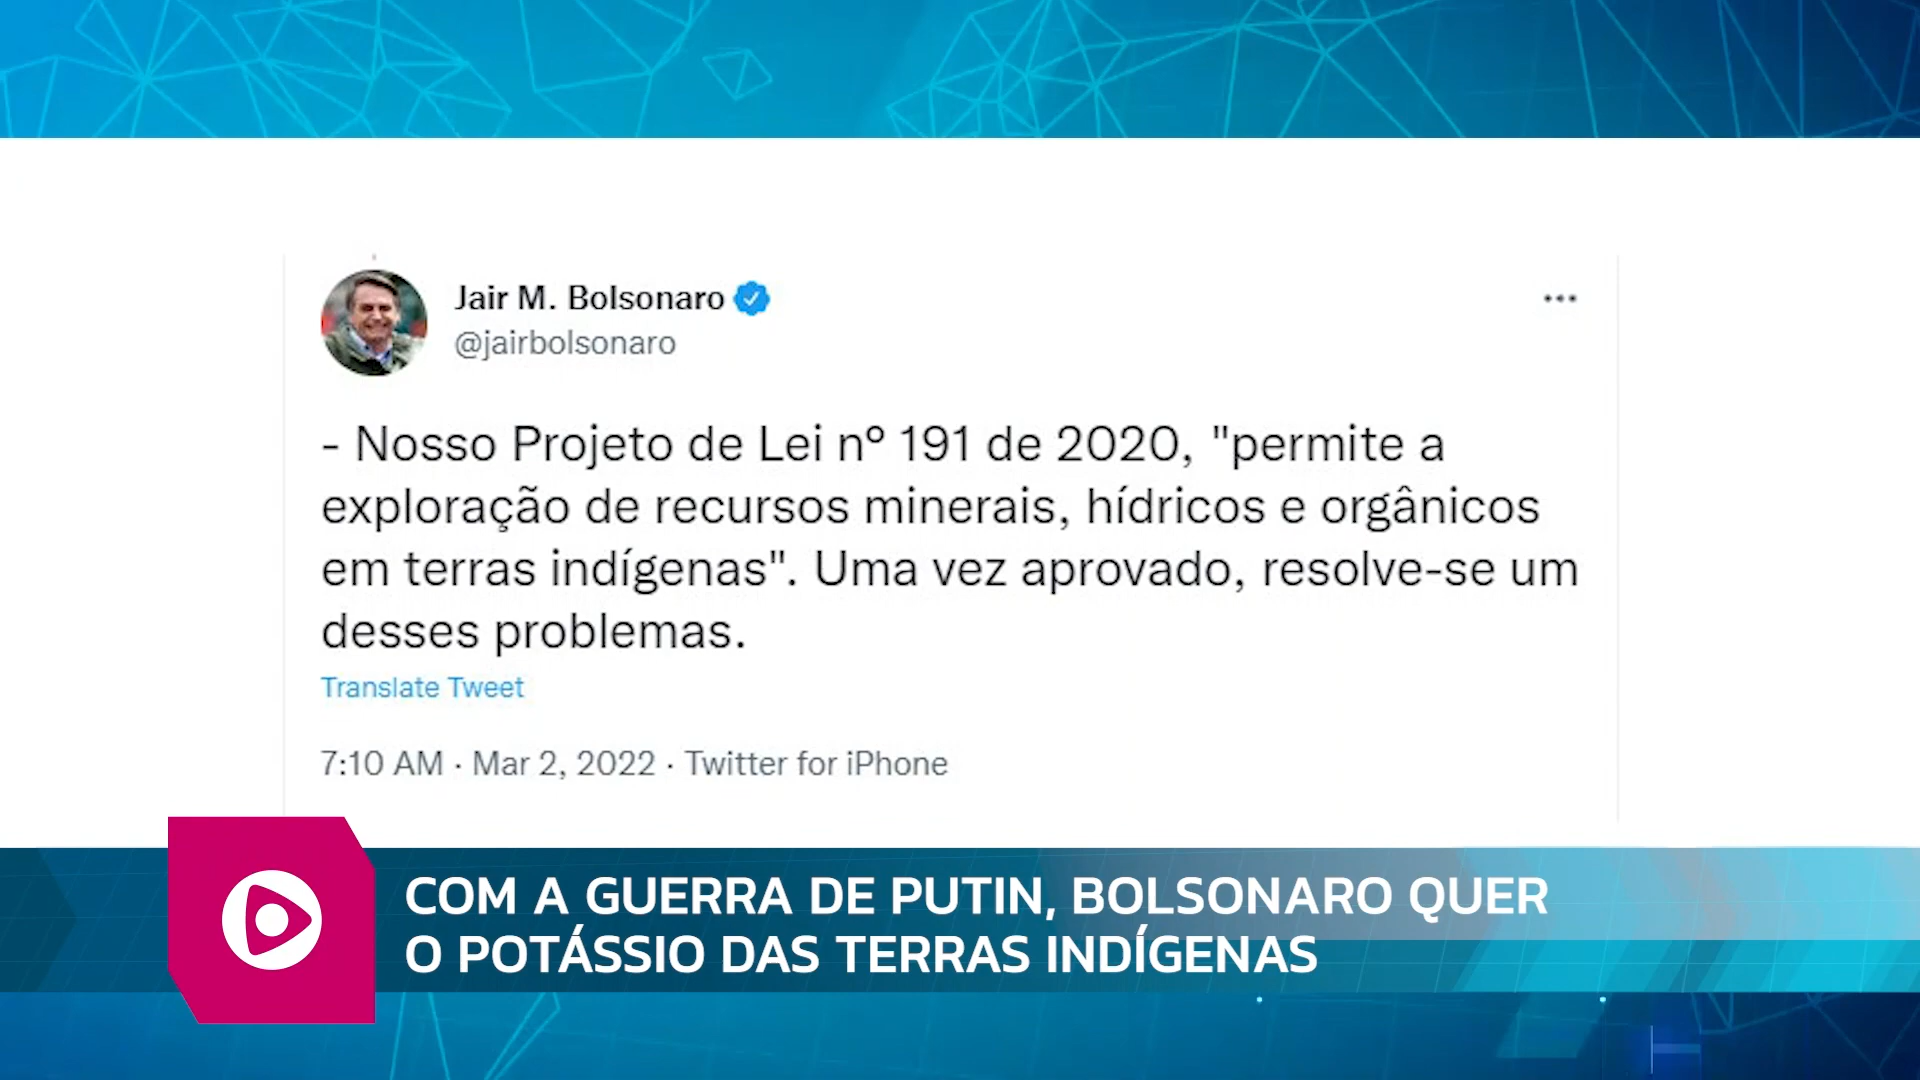 Jair M. Bolsonaro
@jairbolsonaro
- Nosso Projeto de Lei nº 191 de 2020, "permite a
exploração de recursos minerais, hídricos e orgânicos
em terras indígenas". Uma vez aprovado, resolve-se um
desses problemas.
Translate Tweet
7:10 AM · Mar 2, 2022 · Twitter for iPhone
COM A GUERRA DE PUTIN, BOLSONARO QUER
O POTÁSSIO DAS TERRAS INDÍGENAS